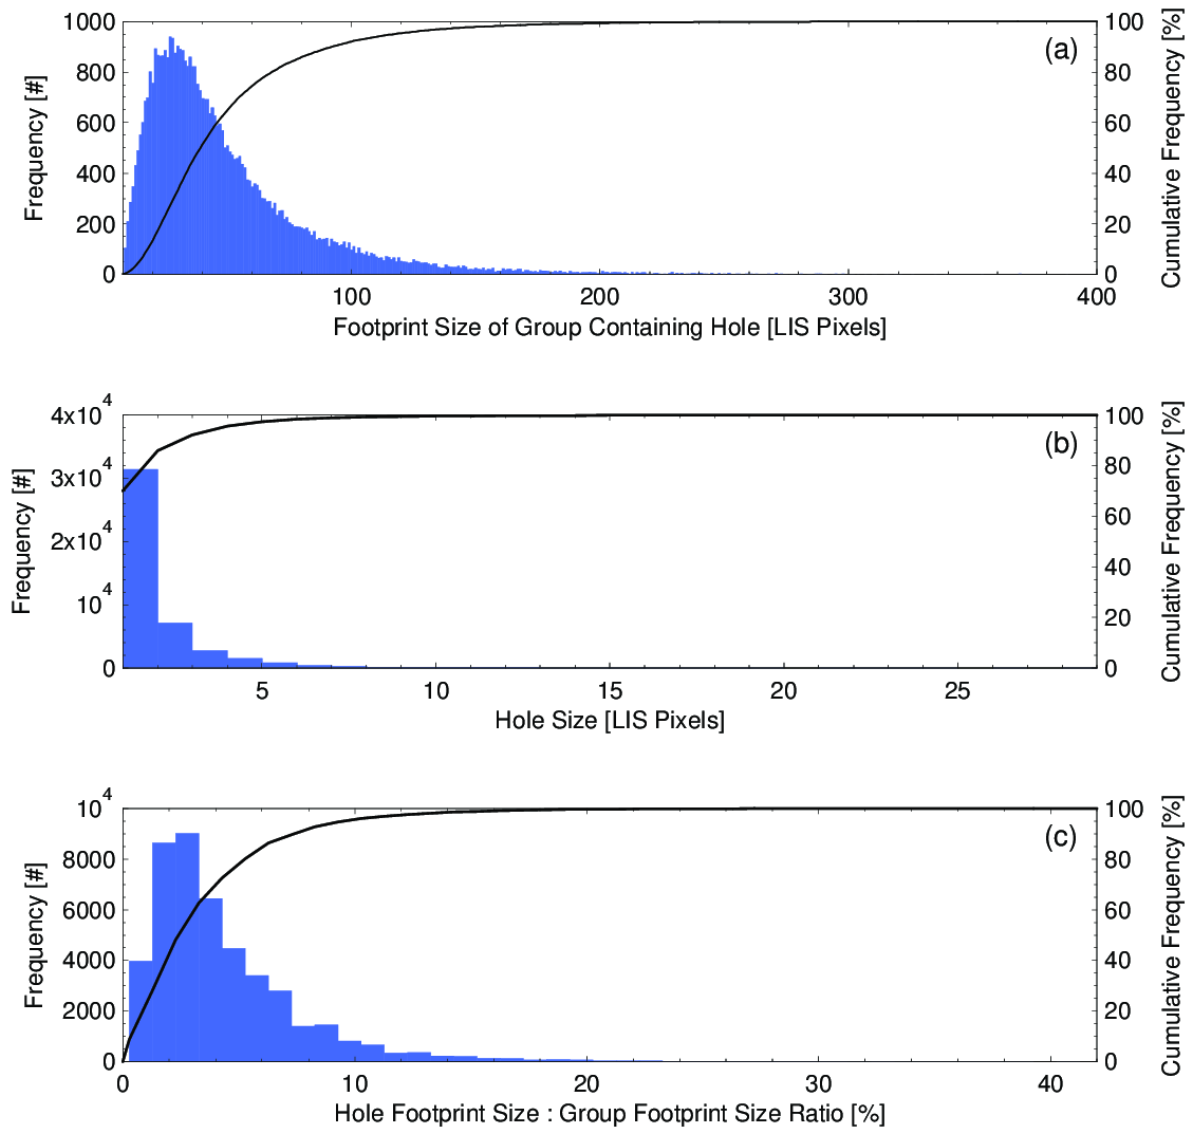 (a)
Frequency [#]
1000
800
600
400
200
0
Cumulative Frequency [%]
100
80
60
40
20
0
100 200 300 400
Footprint Size of Group Containing Hole [LIS Pixels]
(b)
Frequency [#]
4x10^4
3x10^4
2x10^4
10^4
0
Cumulative Frequency [%]
100
80
60
40
20
0
5 10 15 20 25
Hole Size [LIS Pixels]
(c)
Frequency [#]
10^4
8000
6000
4000
2000
0
Cumulative Frequency [%]
100
80
60
40
20
0
0 10 20 30 40
Hole Footprint Size : Group Footprint Size Ratio [%]